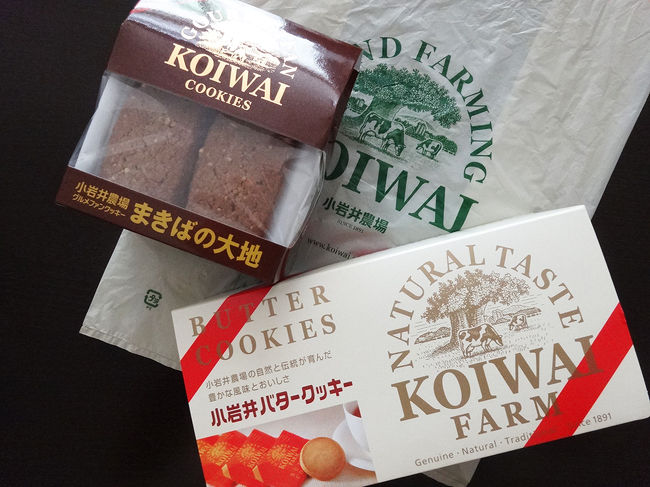 KOIWAI
COOKIES
小岩井農場
グルメファンクッキー
まきばの大地
AND FARMING
KOIWAI
小岩井農場
SINCE 1891
www.koiwai
BUTTER
COOKIES
小岩井農場の自然と伝統が育んだ
豊かな風味とおいしさ
小岩井バタークッキー
NATURAL TASTE
KOIWAI
FARM
Genuine・Natural・Tradi
Since 1891